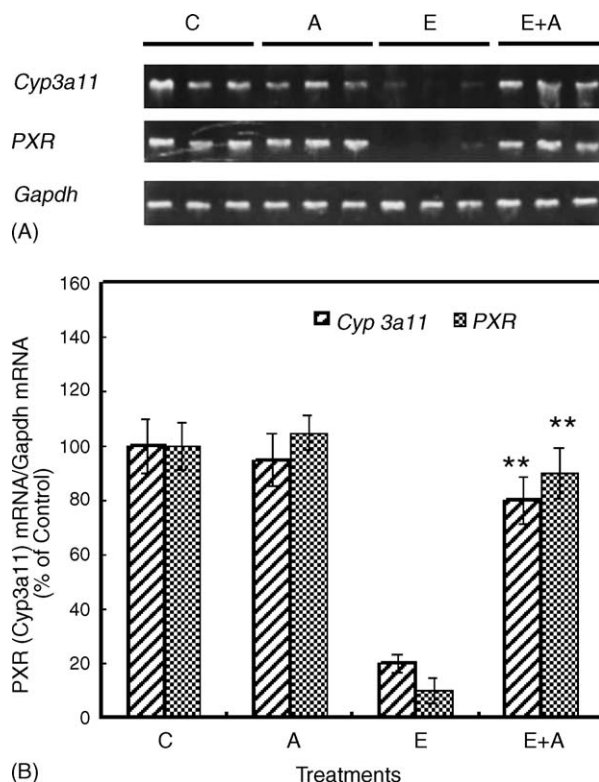 C A E E+A
Cyp3a11
PXR
Gapdh
(A)
160
140
120
100
80
60
40
20
0
PXR (Cyp3a11) mRNA/Gapdh mRNA
(% of Control)
Cyp 3a11 PXR
** **
C A E E+A
(B) Treatments